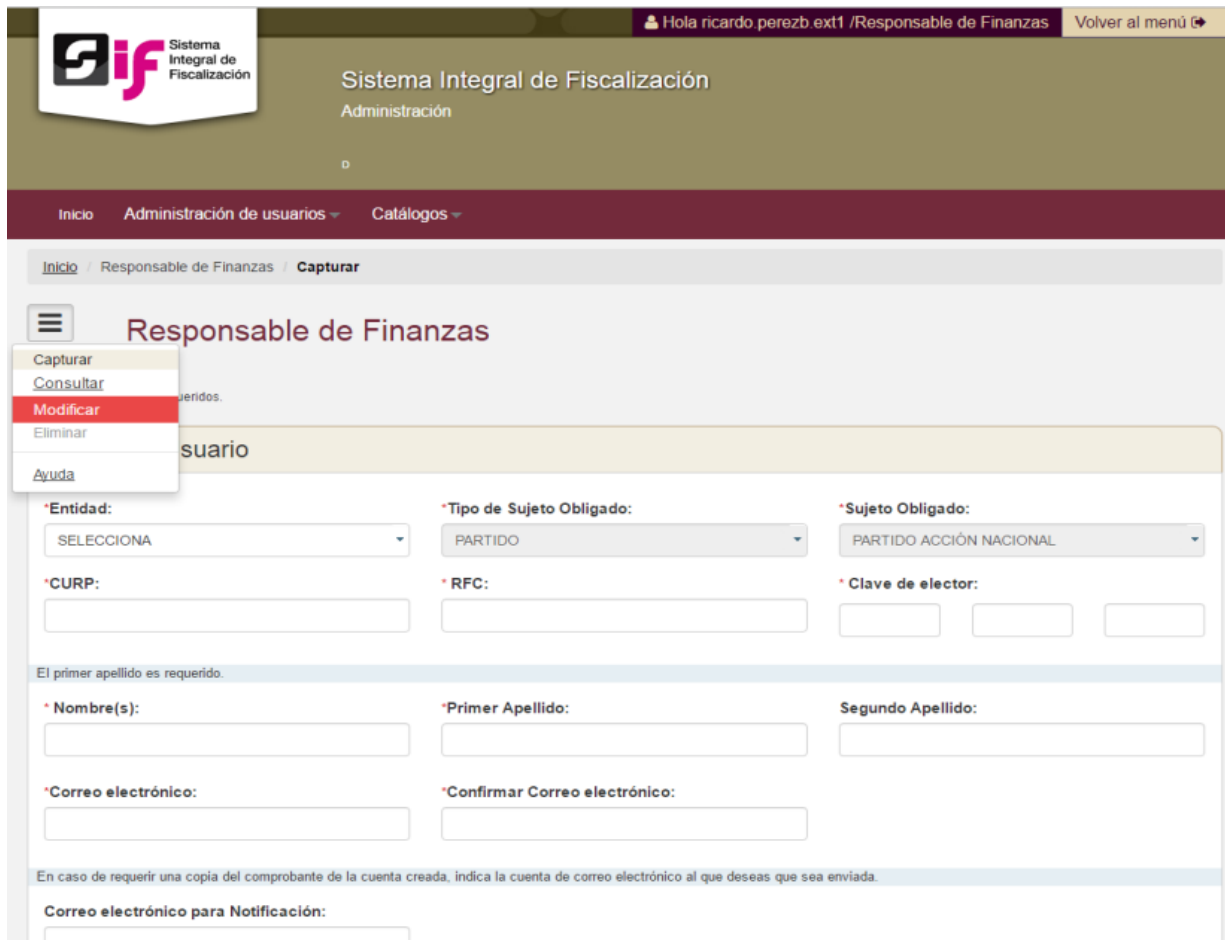 Hola ricardo.perezb.ext1 /Responsable de Finanzas Volver al menú
Sif Sistema
Integral de
Fiscalización
Sistema Integral de Fiscalización
Administración
D
Inicio Administración de usuarios Catálogos
Inicio / Responsable de Finanzas / Capturar
Responsable de Finanzas
Capturar
Consultar
ueridos.
Modificar
Eliminar
suario
Ayuda
*Entidad: *Tipo de Sujeto Obligado: *Sujeto Obligado:
SELECCIONA PARTIDO PARTIDO ACCIÓN NACIONAL
*CURP: * RFC: * Clave de elector:
El primer apellido es requerido.
* Nombre(s): *Primer Apellido: Segundo Apellido:
*Correo electrónico: *Confirmar Correo electrónico:
En caso de requerir una copia del comprobante de la cuenta creada, indica la cuenta de correo electrónico al que deseas que sea enviada.
Correo electrónico para Notificación: